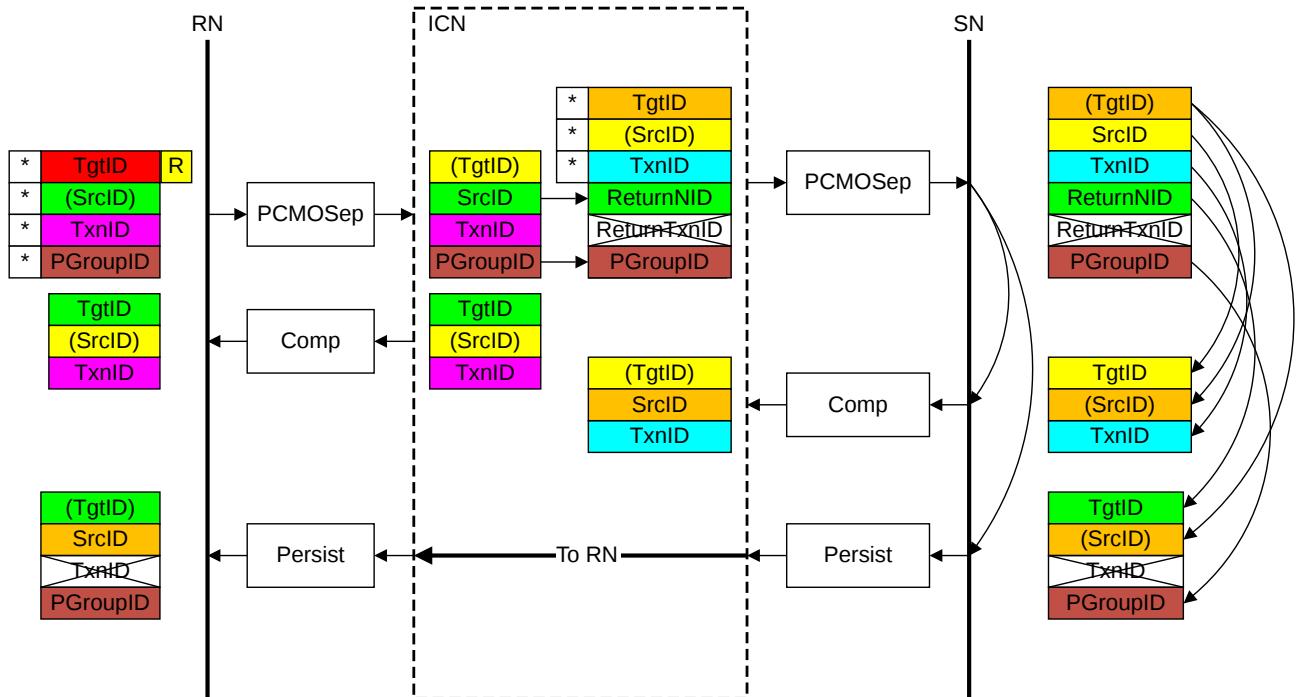 RN
ICN
SN
* TgtID
* (SrcID)
* TxnID
ReturnNID
ReturnTxnID
PGroupID
(TgtID)
SrcID
TxnID
ReturnNID
ReturnTxnID
PGroupID
* TgtID R
* (SrcID)
* TxnID
* PGroupID
PCMOSep
(TgtID)
SrcID
TxnID
PGroupID
PCMOSep
TgtID
(SrcID)
TxnID
Comp
TgtID
(SrcID)
TxnID
(TgtID)
SrcID
TxnID
Comp
TgtID
(SrcID)
TxnID
(TgtID)
SrcID
TxnID
PGroupID
Persist
To RN
Persist
TgtID
(SrcID)
TxnID
PGroupID